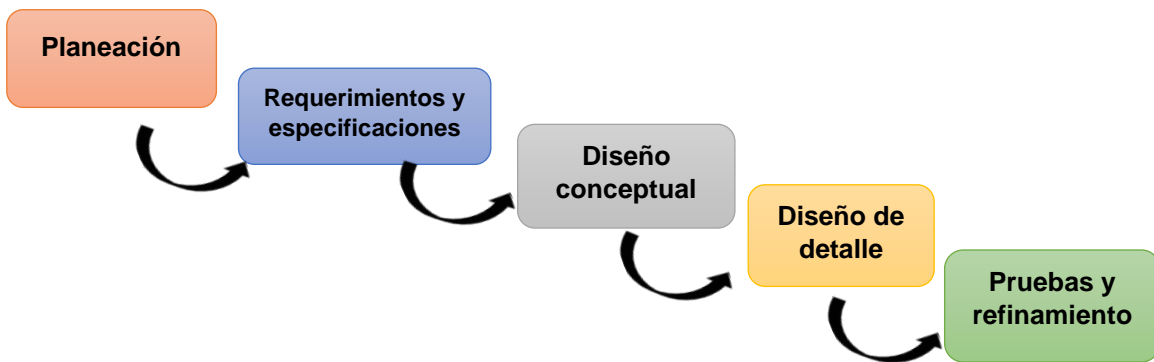 Planeación
Requerimientos y
especificaciones
Diseño
conceptual
Diseño de
detalle
Pruebas y
refinamiento